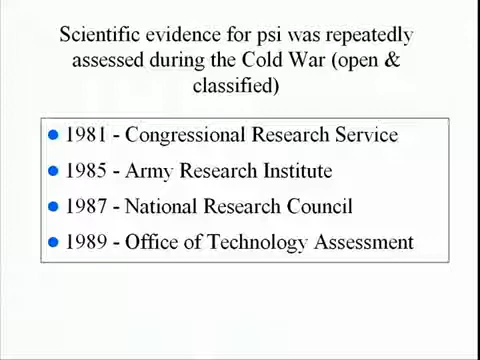 Scientific evidence for psi was repeatedly
assessed during the Cold War (open &
classified)
1981 - Congressional Research Service
1985 - Army Research Institute
1987 - National Research Council
1989 - Office of Technology Assessment